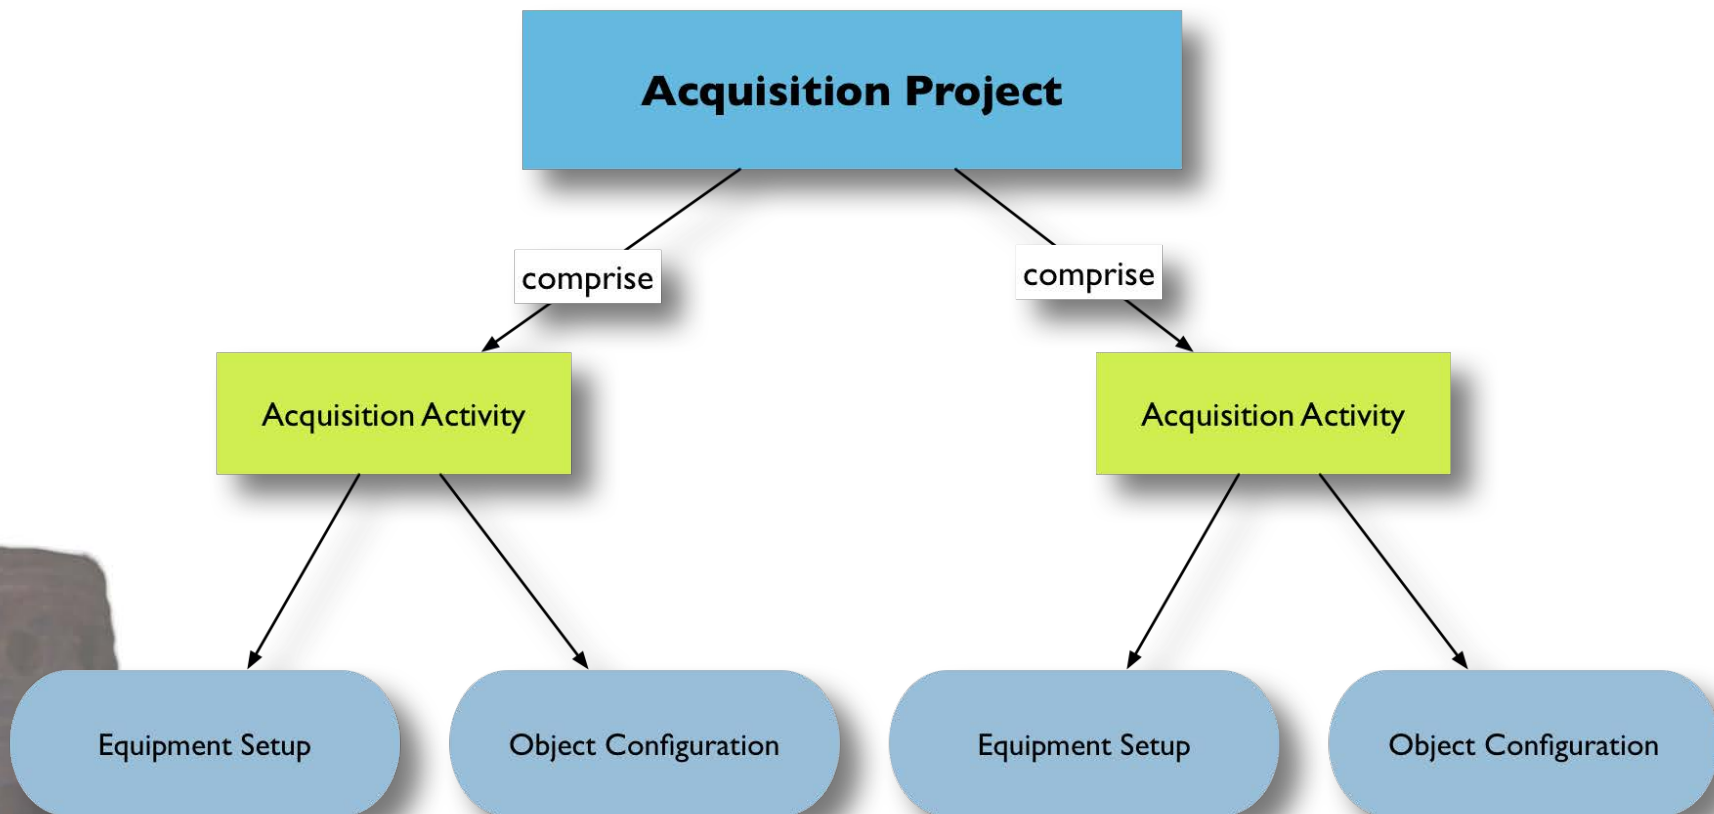 Acquisition Project
comprise
comprise
Acquisition Activity
Acquisition Activity
Equipment Setup
Object Configuration
Equipment Setup
Object Configuration